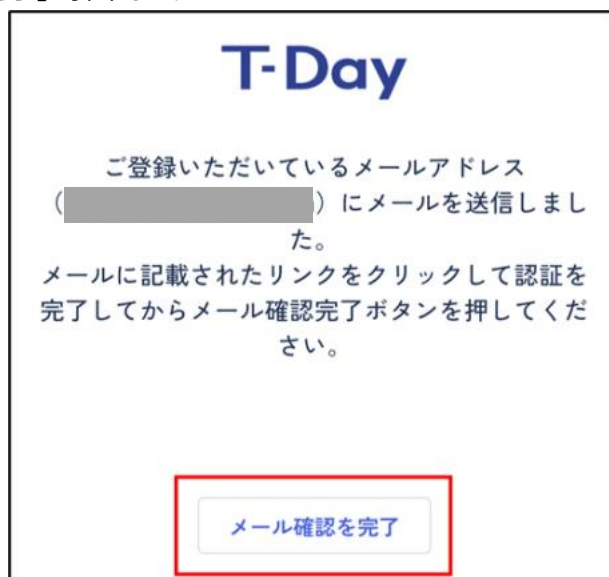 T-Day
ご登録いただいているメールアドレス
（　　　　　　　　）にメールを送信しまし
た。
メールに記載されたリンクをクリックして認証を
完了してからメール確認完了ボタンを押してくだ
さい。
メール確認を完了